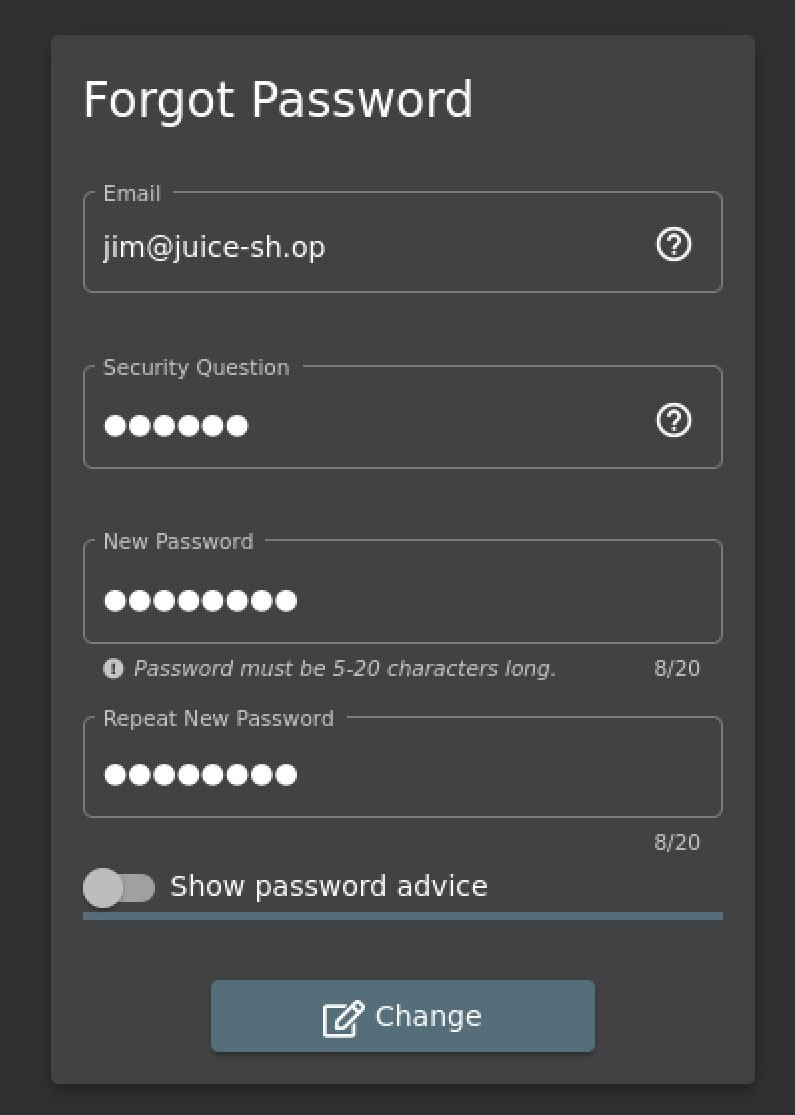 Forgot Password
Email
jim@juice-sh.op
Security Question
●●●●●●
New Password
●●●●●●●●
Password must be 5-20 characters long. 8/20
Repeat New Password
●●●●●●●●
8/20
Show password advice
Change